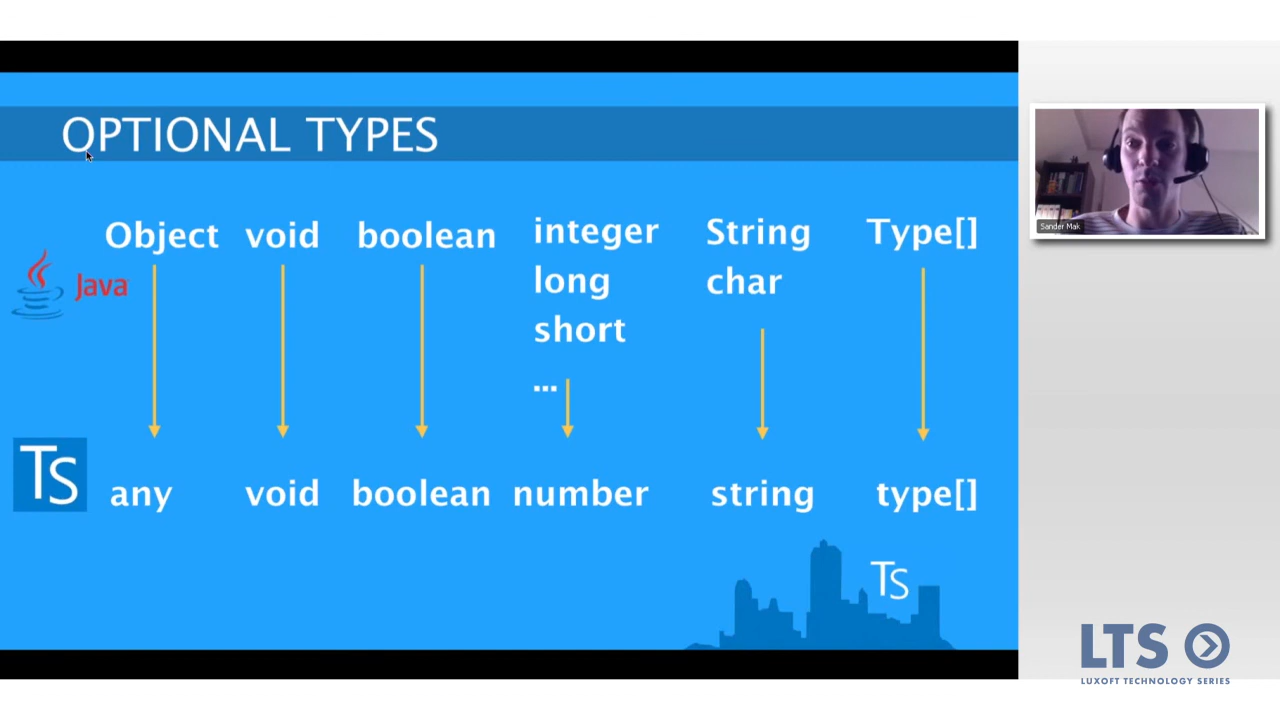 OPTIONAL TYPES
Object void boolean integer String Type[]
long char
short
...
Java
TS
any void boolean number string type[]
TS
Sander Mak
LTS
LUXOFT TECHNOLOGY SERIES